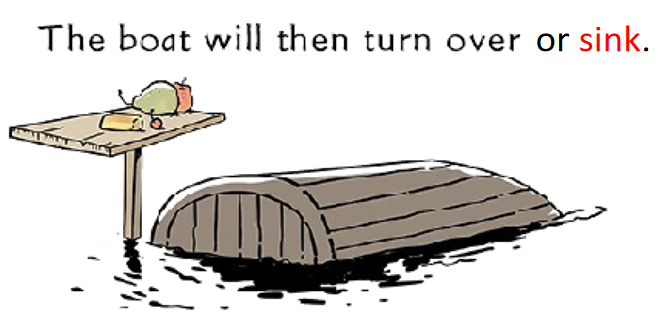 The boat will then turn over or sink.